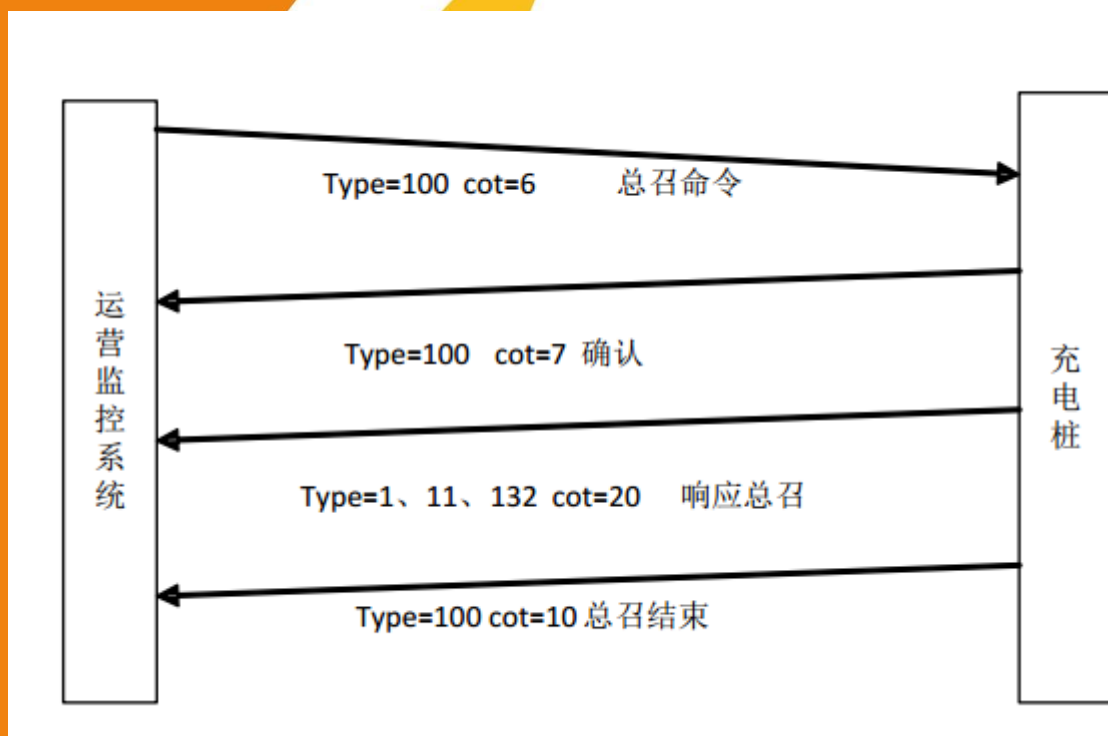 Type=100 cot=6 总召命令
运营监控系统
Type=100 cot=7 确认
充电桩
Type=1、11、132 cot=20 响应总召
Type=100 cot=10 总召结束